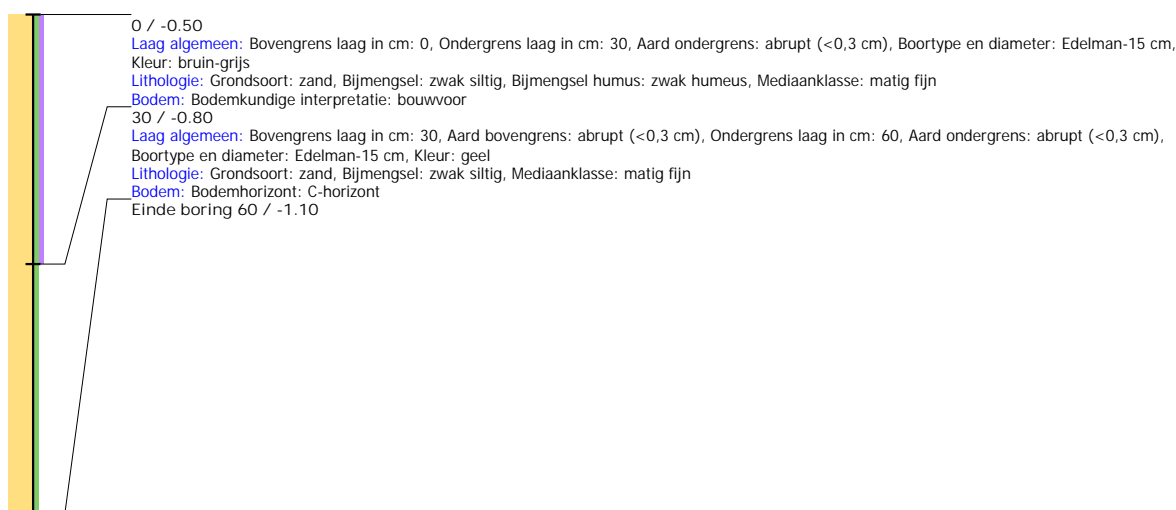 0 / -0.50
Laag algemeen: Bovengrens laag in cm: 0, Ondergrens laag in cm: 30, Aard ondergrens: abrupt (<0,3 cm), Boortype en diameter: Edelman-15 cm,
Kleur: bruin-grijs
Lithologie: Grondsoort: zand, Bijmengsel: zwak siltig, Bijmengsel humus: zwak humeus, Mediaanklasse: matig fijn
Bodem: Bodemkundige interpretatie: bouwvoor
30 / -0.80
Laag algemeen: Bovengrens laag in cm: 30, Aard bovengrens: abrupt (<0,3 cm), Ondergrens laag in cm: 60, Aard ondergrens: abrupt (<0,3 cm),
Boortype en diameter: Edelman-15 cm, Kleur: geel
Lithologie: Grondsoort: zand, Bijmengsel: zwak siltig, Mediaanklasse: matig fijn
Bodem: Bodemhorizont: C-horizont
Einde boring 60 / -1.10